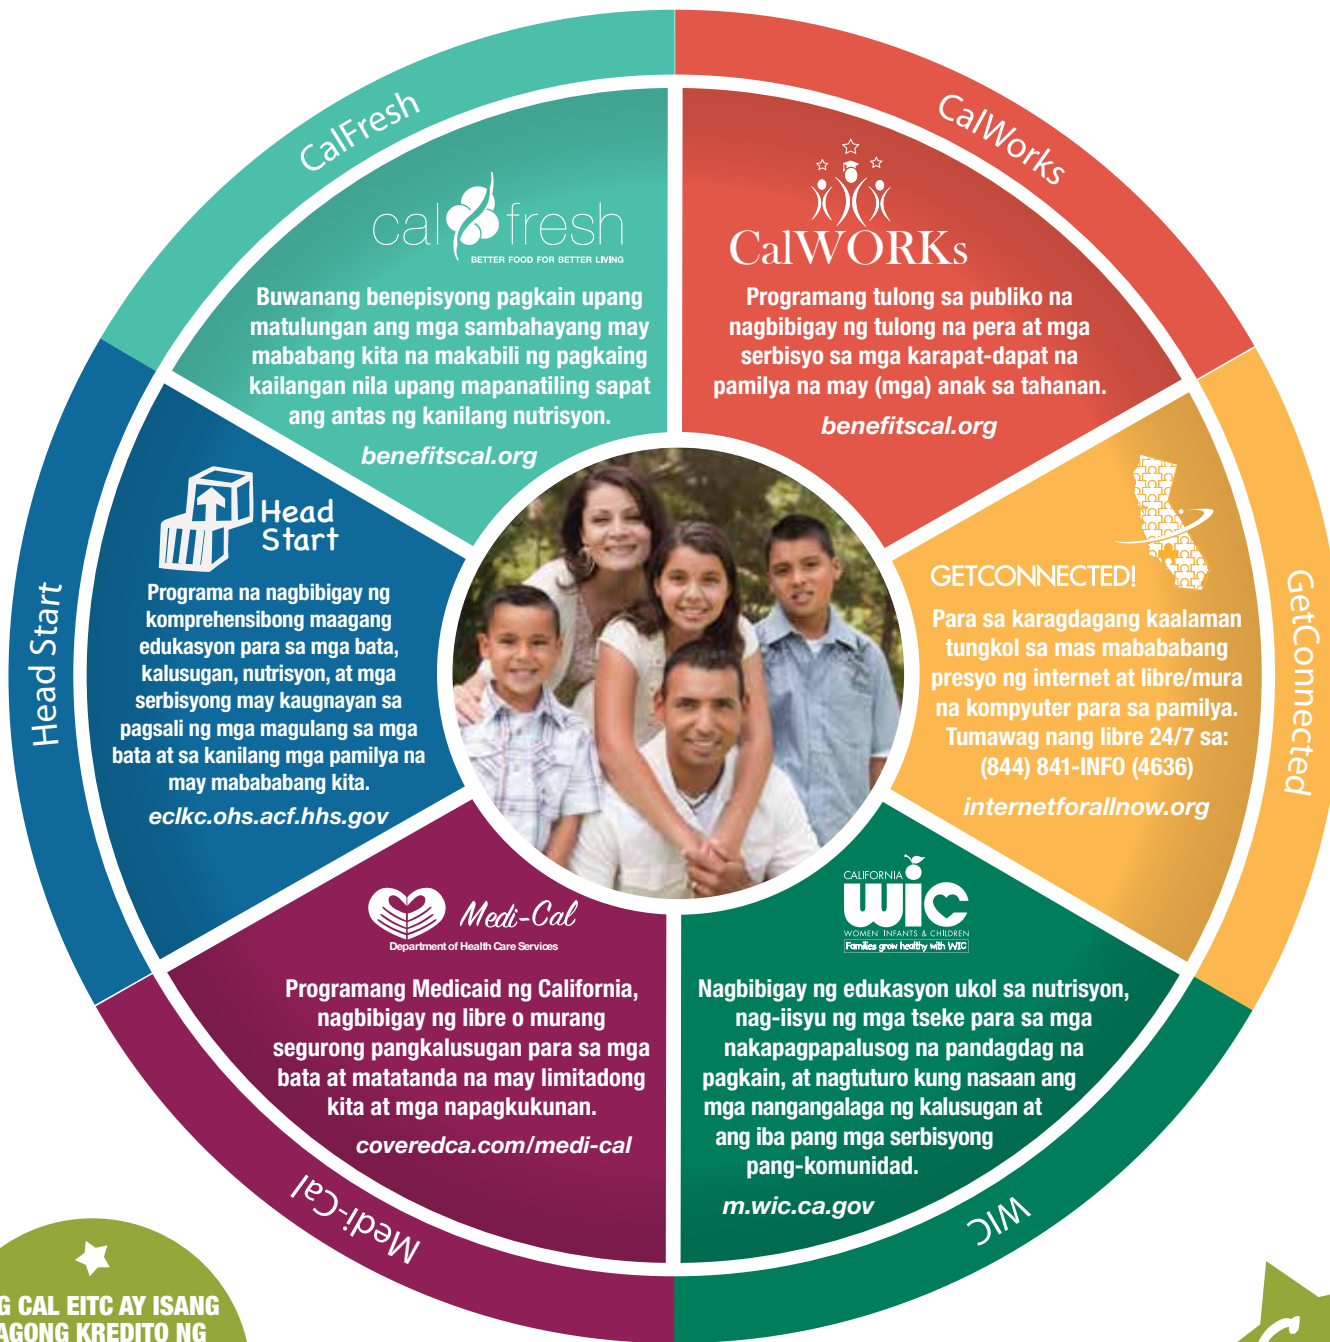 CalFresh
cal fresh
BETTER FOOD FOR BETTER LIVING
Buwanang benepisyong pagkain upang
matulungan ang mga sambahayang may
mababang kita na makabili ng pagkaing
kailangan nila upang mapanatiling sapat
ang antas ng kanilang nutrisyon.
benefitscal.org
CalWorks
CalWORKs
Programang tulong sa publiko na
nagbibigay ng tulong na pera at mga
serbisyo sa mga karapat-dapat na
pamilya na may (mga) anak sa tahanan.
benefitscal.org
Head Start
Head
Start
Programa na nagbibigay ng
komprehensibong maagang
edukasyon para sa mga bata,
kalusugan, nutrisyon, at mga
serbisyong may kaugnayan sa
pagsali ng mga magulang sa mga
bata at sa kanilang mga pamilya na
may mabababang kita.
eclkc.ohs.acf.hhs.gov
GetConnected
GETCONNECTED!
Para sa karagdagang kaalaman
tungkol sa mas mabababang
presyo ng internet at libre/mura
na kompyuter para sa pamilya.
Tumawag nang libre 24/7 sa:
(844) 841-INFO (4636)
internetforallnow.org
Medi-Cal
Medi-Cal
Department of Health Care Services
Programang Medicaid ng California,
nagbibigay ng libre o murang
segurong pangkalusugan para sa mga
bata at matatanda na may limitadong
kita at mga napagkukunan.
coveredca.com/medi-cal
WIC
CALIFORNIA
WIC
WOMEN INFANTS & CHILDREN
Families grow healthy with WIC
Nagbibigay ng edukasyon ukol sa nutrisyon,
nag-iisyu ng mga tseke para sa mga
nakapagpapalusog na pandagdag na
pagkain, at nagtuturo kung nasaan ang
mga nangangalaga ng kalusugan at
ang iba pang mga serbisyong
pang-komunidad.
m.wic.ca.gov
G CAL EITC AY ISANG
AGONG KREDITO NG